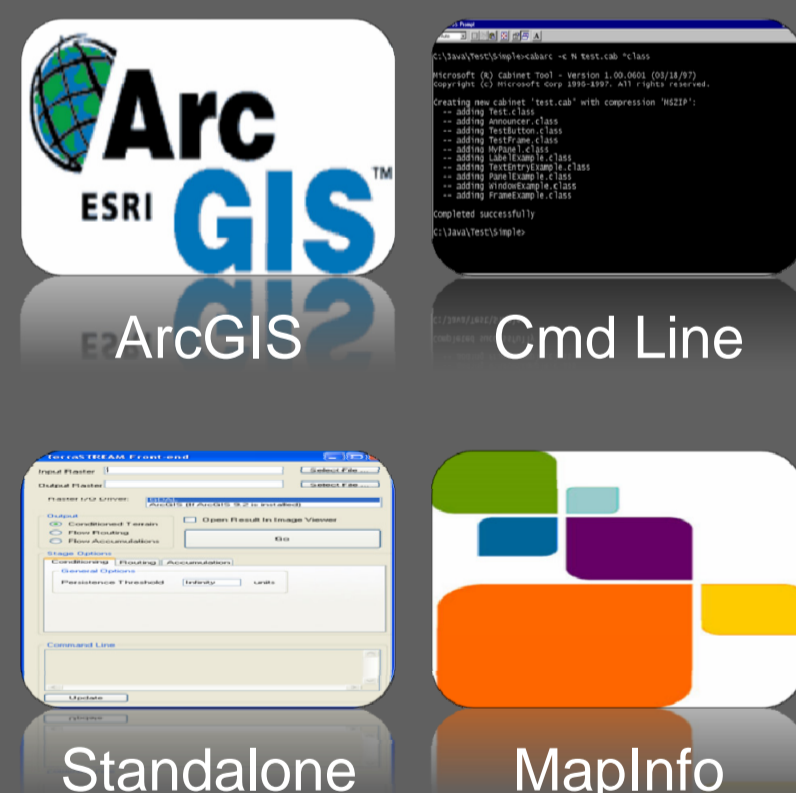 Arc
ESRI
GIS™
ArcGIS
C:\Java\Test\Simple>cabarc -c N test.cab *class
Microsoft (R) Cabinet Tool - Version 1.00.0601 (03/18/97)
Copyright (c) Microsoft Corp 1996-1997. All rights reserved.
Creating new cabinet 'test.cab' with compression 'MSZIP':
-- adding Test.class
-- adding Announcer.class
-- adding TestButton.class
-- adding TestFrame.class
-- adding MyPanel.class
-- adding LabelExample.class
-- adding TextEntryExample.class
-- adding PanelExample.class
-- adding WindowExample.class
-- adding FrameExample.class
Completed successfully
C:\Java\Test\Simple>
Cmd Line
TerraSTREAM Front-end
Input Raster
Select File ...
Output Raster
Select File ...
Raster I/O Driver:
GDAL
ArcGIS (If ArcGIS 9.2 is installed)
Output
Conditioned Terrain
Flow Routing
Flow Accumulations
Open Result In Image Viewer
Go
Stage Options
Conditioning Routing Accumulation
General Options
Persistence Threshold Infinity units
Command Line
Update
Standalone
MapInfo